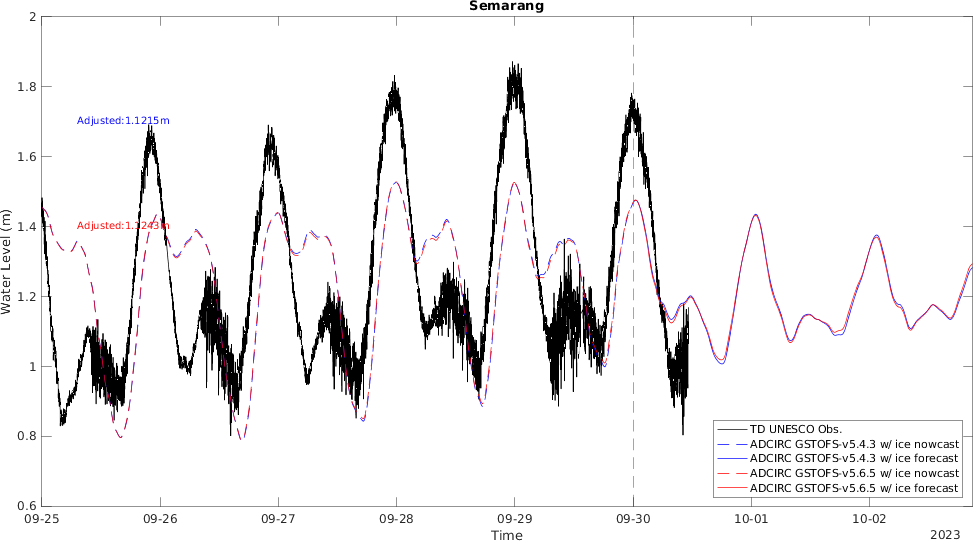 Semarang
2
1.8
1.6
1.4
1.2
1
0.8
0.6
Water Level (m)
Adjusted:1.1215m
Adjusted:1.1243m
TD UNESCO Obs.
ADCIRC GSTOFS-v5.4.3 w/ ice nowcast
ADCIRC GSTOFS-v5.4.3 w/ ice forecast
ADCIRC GSTOFS-v5.6.5 w/ ice nowcast
ADCIRC GSTOFS-v5.6.5 w/ ice forecast
09-25 09-26 09-27 09-28 09-29 09-30 10-01 10-02
Time
2023